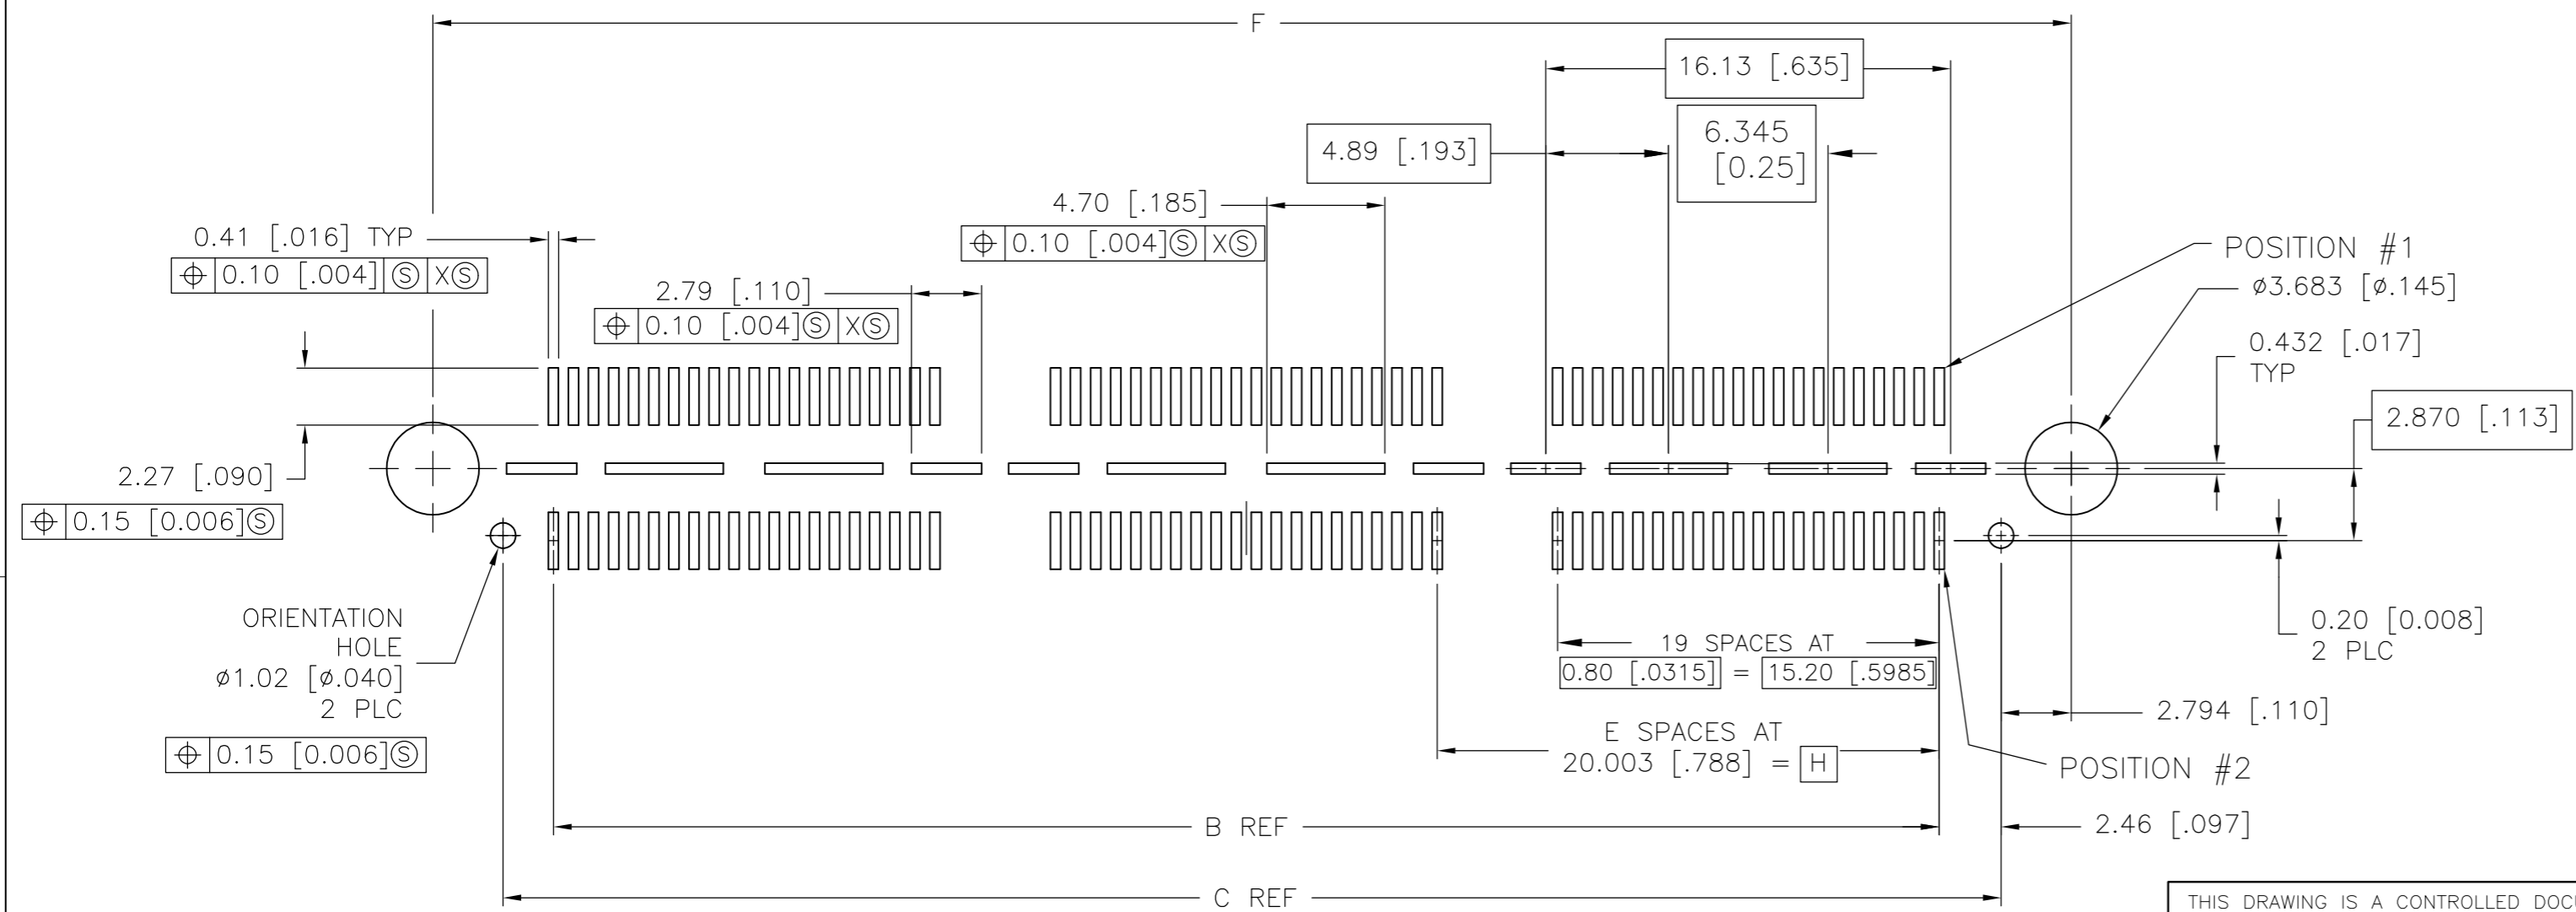 F
16.13 [.635]
6.345
[0.25]
4.89 [.193]
4.70 [.185]
⌖ 0.10 [.004]Ⓢ XⓈ
0.41 [.016] TYP
⌖ 0.10 [.004] Ⓢ XⓈ
2.79 [.110]
⌖ 0.10 [.004]Ⓢ XⓈ
POSITION #1
⌀3.683 [⌀.145]
0.432 [.017]
TYP
2.870 [.113]
2.27 [.090]
⌖ 0.15 [0.006]Ⓢ
ORIENTATION
HOLE
⌀1.02 [⌀.040]
2 PLC
⌖ 0.15 [0.006]Ⓢ
19 SPACES AT
0.80 [.0315] = 15.20 [.5985]
0.20 [0.008]
2 PLC
2.794 [.110]
E SPACES AT
20.003 [.788] = H
POSITION #2
B REF
2.46 [.097]
C REF
THIS DRAWING IS A CONTROLLED DOC